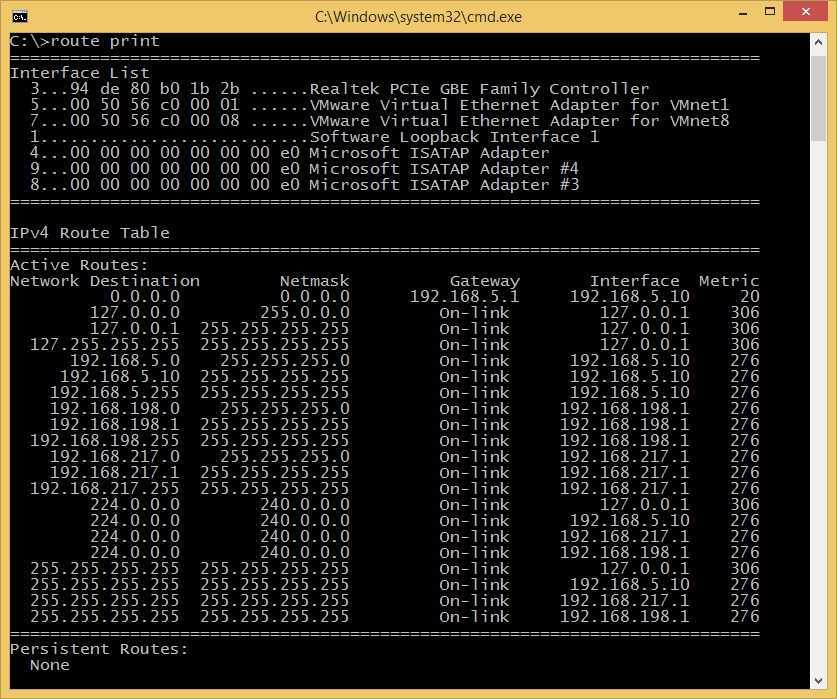 C:\Windows\system32\cmd.exe
C:\>route print
===========================================================================
Interface List
  3...94 de 80 b0 1b 2b ......Realtek PCIe GBE Family Controller
  5...00 50 56 c0 00 01 ......VMware Virtual Ethernet Adapter for VMnet1
  7...00 50 56 c0 00 08 ......VMware Virtual Ethernet Adapter for VMnet8
  1...........................Software Loopback Interface 1
  4...00 00 00 00 00 00 00 e0 Microsoft ISATAP Adapter
  9...00 00 00 00 00 00 00 e0 Microsoft ISATAP Adapter #4
  8...00 00 00 00 00 00 00 e0 Microsoft ISATAP Adapter #3
===========================================================================
IPv4 Route Table
===========================================================================
Active Routes:
Network Destination        Netmask          Gateway       Interface  Metric
          0.0.0.0          0.0.0.0      192.168.5.1     192.168.5.10     20
        127.0.0.0        255.0.0.0         On-link         127.0.0.1    306
        127.0.0.1  255.255.255.255         On-link         127.0.0.1    306
  127.255.255.255  255.255.255.255         On-link         127.0.0.1    306
      192.168.5.0    255.255.255.0         On-link      192.168.5.10    276
     192.168.5.10  255.255.255.255         On-link      192.168.5.10    276
    192.168.5.255  255.255.255.255         On-link      192.168.5.10    276
    192.168.198.0    255.255.255.0         On-link     192.168.198.1    276
    192.168.198.1  255.255.255.255         On-link     192.168.198.1    276
  192.168.198.255  255.255.255.255         On-link     192.168.198.1    276
    192.168.217.0    255.255.255.0         On-link     192.168.217.1    276
    192.168.217.1  255.255.255.255         On-link     192.168.217.1    276
  192.168.217.255  255.255.255.255         On-link     192.168.217.1    276
        224.0.0.0        240.0.0.0         On-link         127.0.0.1    306
        224.0.0.0        240.0.0.0         On-link      192.168.5.10    276
        224.0.0.0        240.0.0.0         On-link     192.168.217.1    276
        224.0.0.0        240.0.0.0         On-link     192.168.198.1    276
  255.255.255.255  255.255.255.255         On-link         127.0.0.1    306
  255.255.255.255  255.255.255.255         On-link      192.168.5.10    276
  255.255.255.255  255.255.255.255         On-link     192.168.217.1    276
  255.255.255.255  255.255.255.255         On-link     192.168.198.1    276
===========================================================================
Persistent Routes:
  None